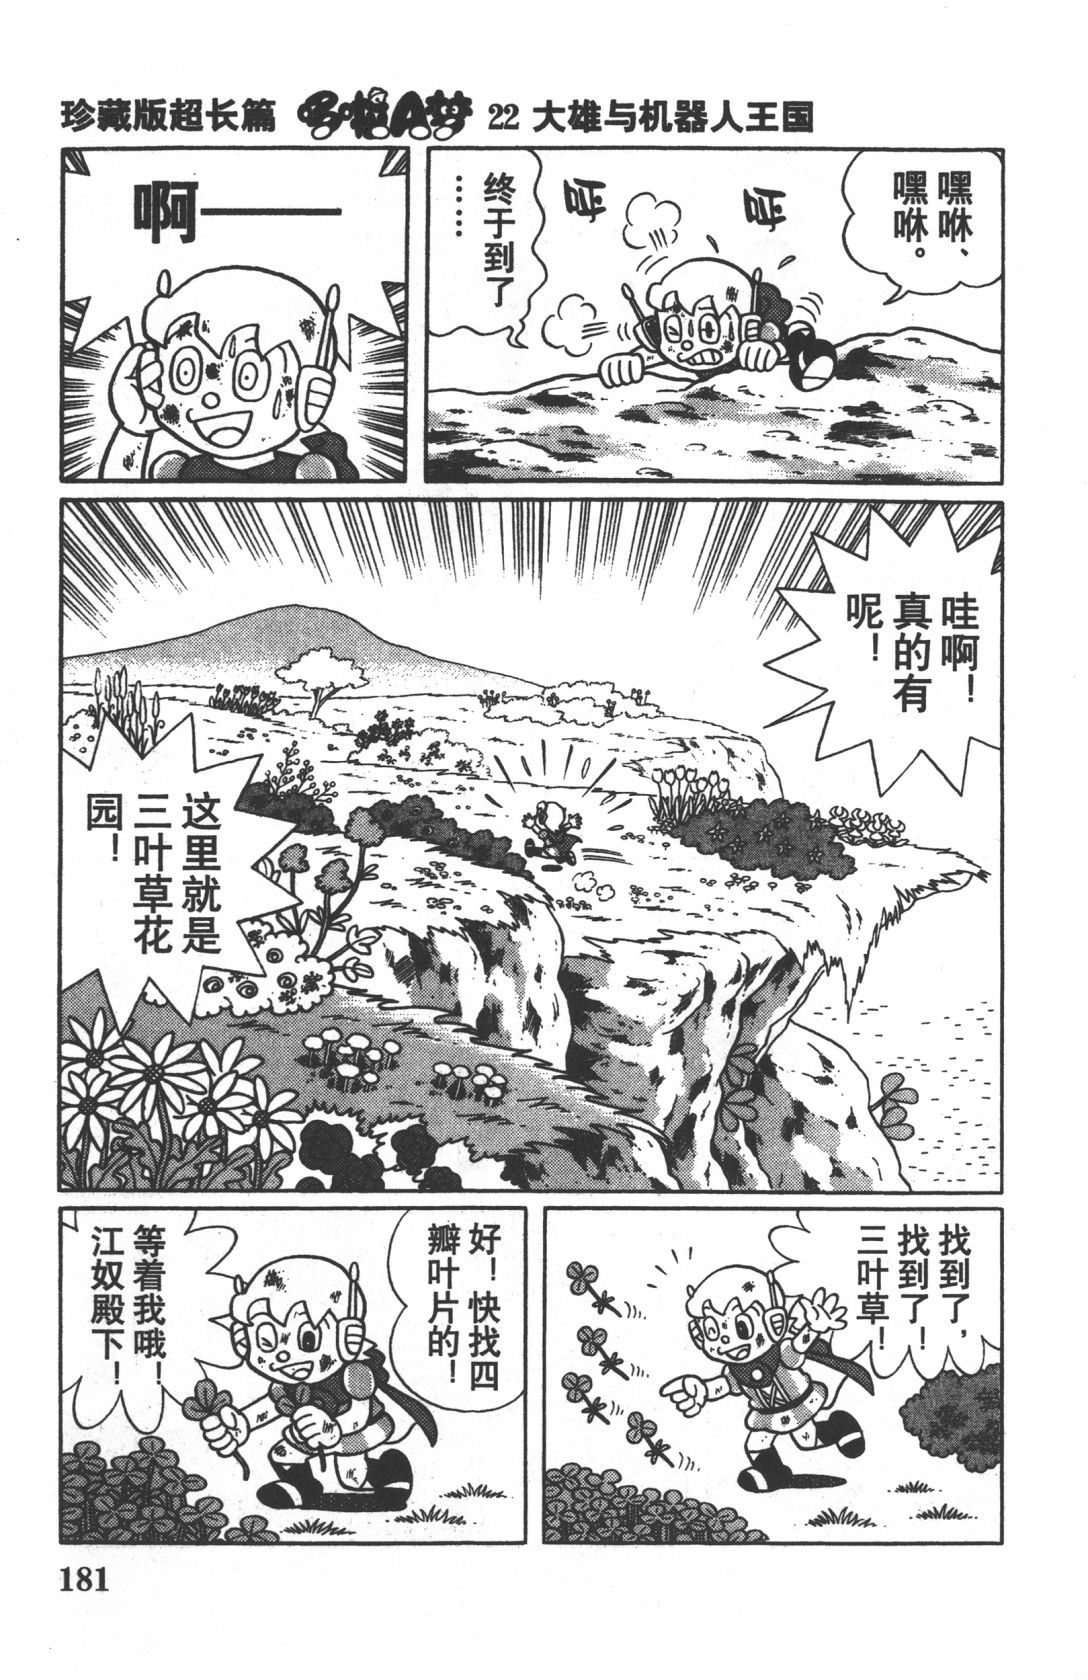 珍藏版超长篇 哆啦A梦 22 大雄与机器人王国
嘿咻、
嘿咻。
终于到了
……
啊——
哇啊！
真的有
呢！
这里就是
三叶草花
园！
找到了，
找到了！
三叶草！
好！快找四
瓣叶片的！
等着我哦！
江奴殿下！
181